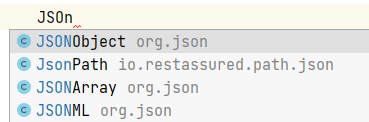 JSOn
C JSONObject org.json
C JsonPath io.restassured.path.json
C JSONArray org.json
C JSONML org.json